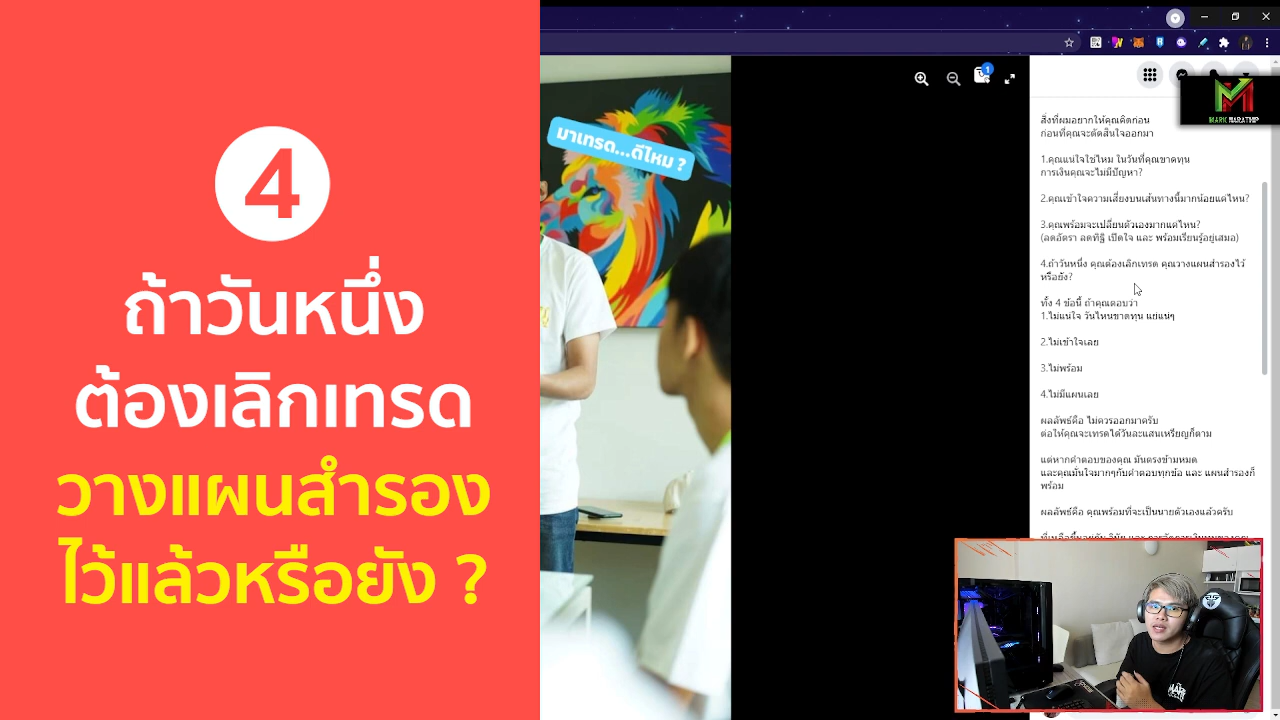 4
ถ้าวันหนึ่ง
ต้องเลิกเทรด
วางแผนสำรอง
ไว้แล้วหรือยัง ?
มาเทรด...ดีไหม ?
1
MARK NARATHIP
สิ่งที่ผมอยากให้คุณคิดก่อน
ก่อนที่คุณจะตัดสินใจออกมา
1.คุณแน่ใจใช่ไหม ในวันที่คุณขาดทุน
การเงินคุณจะไม่มีปัญหา?
2.คุณเข้าใจความเสี่ยงบนเส้นทางนี้มากน้อยแค่ไหน?
3.คุณพร้อมจะเปลี่ยนตัวเองมากแค่ไหน?
(ลดอัตรา ลดทิฐิ เปิดใจ และ พร้อมเรียนรู้อยู่เสมอ)
4.ถ้าวันหนึ่ง คุณต้องเลิกเทรด คุณวางแผนสำรองไว้
หรือยัง?
ทั้ง 4 ข้อนี้ ถ้าคุณตอบว่า
1.ไม่แน่ใจ วันไหนขาดทุน แย่แน่ๆ
2.ไม่เข้าใจเลย
3.ไม่พร้อม
4.ไม่มีแผนเลย
ผลลัพธ์คือ ไม่ควรออกมาครับ
ต่อให้คุณจะเทรดได้วันละแสนเหรียญก็ตาม
แต่หากคำตอบของคุณ มันตรงข้ามหมด
และคุณมั่นใจมากๆกับคำตอบทุกข้อ และ แผนสำรองก็
พร้อม
ผลลัพธ์คือ คุณพร้อมที่จะเป็นนายตัวเองแล้วครับ